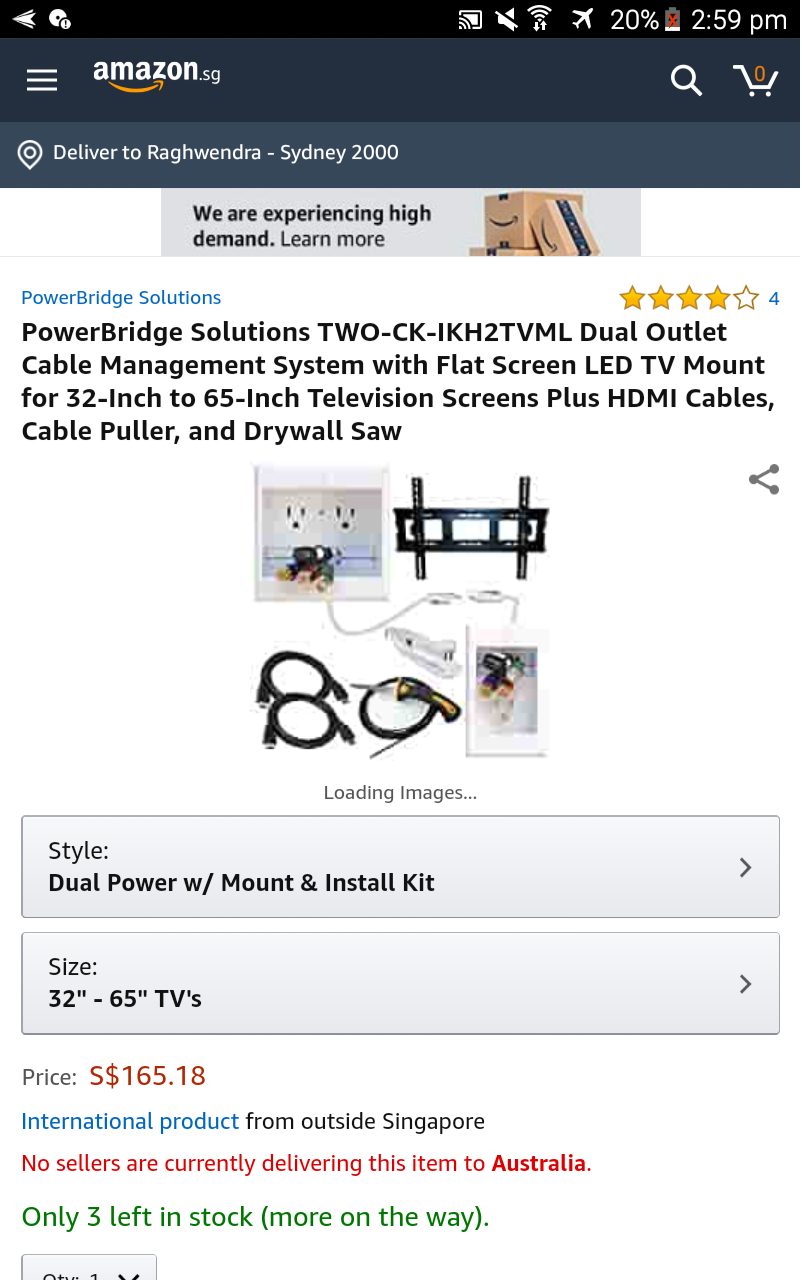 20% 2:59 pm
amazon.sg
0
Deliver to Raghwendra - Sydney 2000
We are experiencing high
demand. Learn more
PowerBridge Solutions 4
PowerBridge Solutions TWO-CK-IKH2TVML Dual Outlet
Cable Management System with Flat Screen LED TV Mount
for 32-Inch to 65-Inch Television Screens Plus HDMI Cables,
Cable Puller, and Drywall Saw
Loading Images...
Style:
Dual Power w/ Mount & Install Kit
Size:
32" - 65" TV's
Price: S$165.18
International product from outside Singapore
No sellers are currently delivering this item to Australia.
Only 3 left in stock (more on the way).
Qty: 1